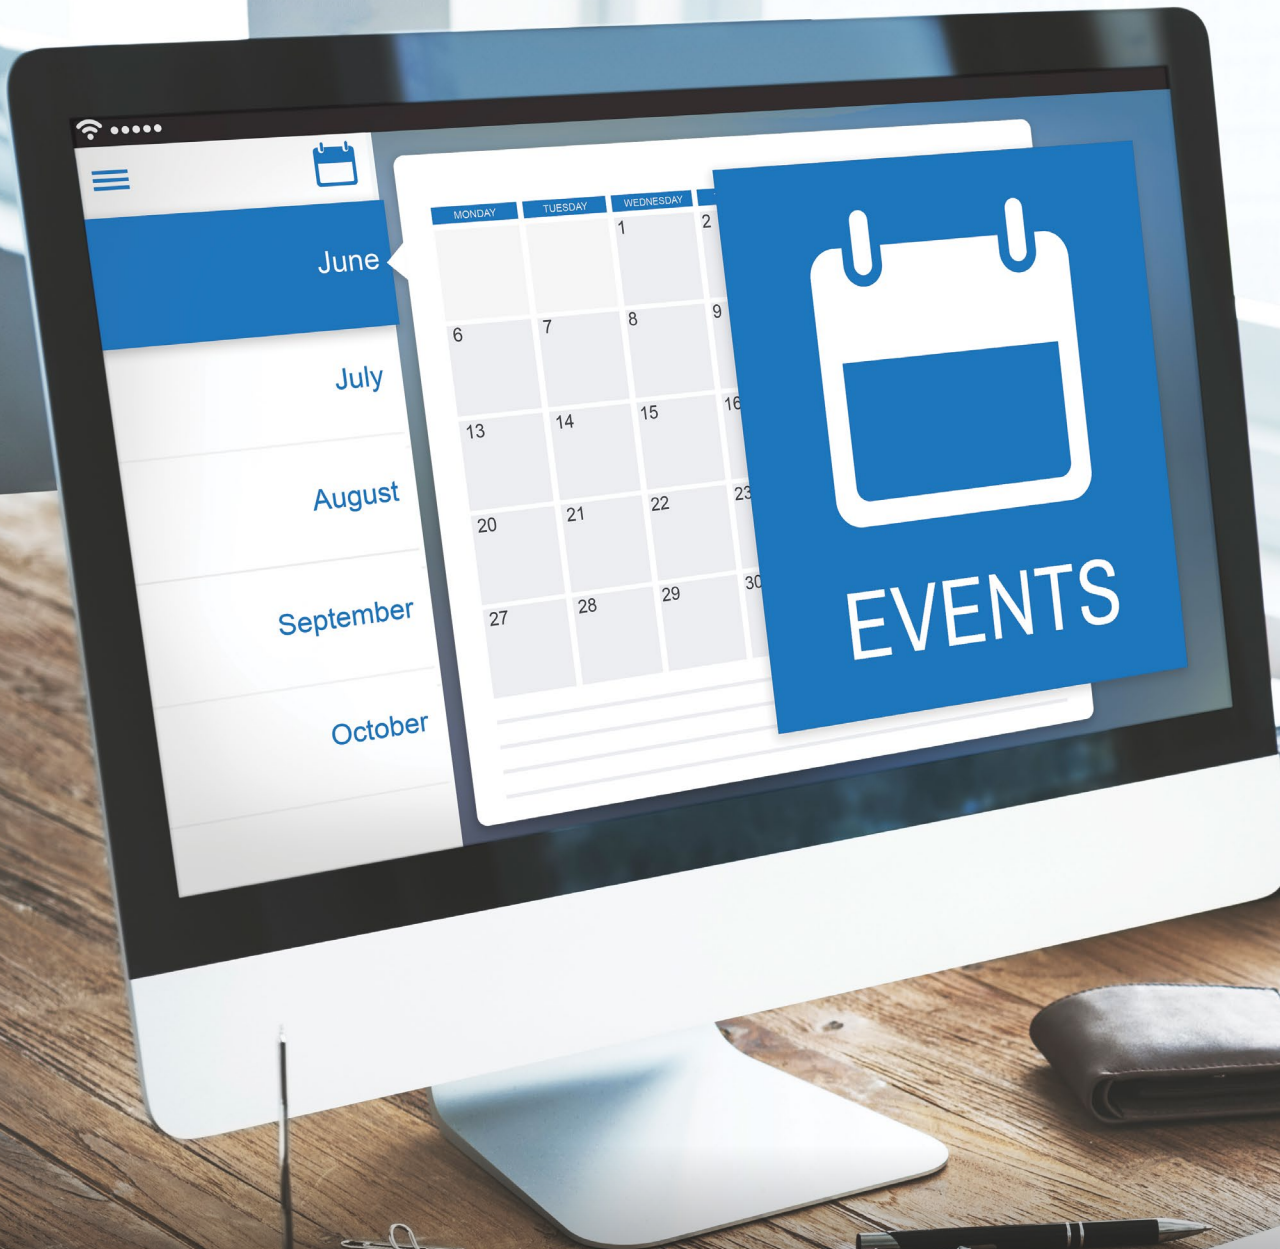 June
July
August
September
October
MONDAY TUESDAY WEDNESDAY
1 2
6 7 8 9
13 14 15 16
20 21 22 23
27 28 29 30
EVENTS